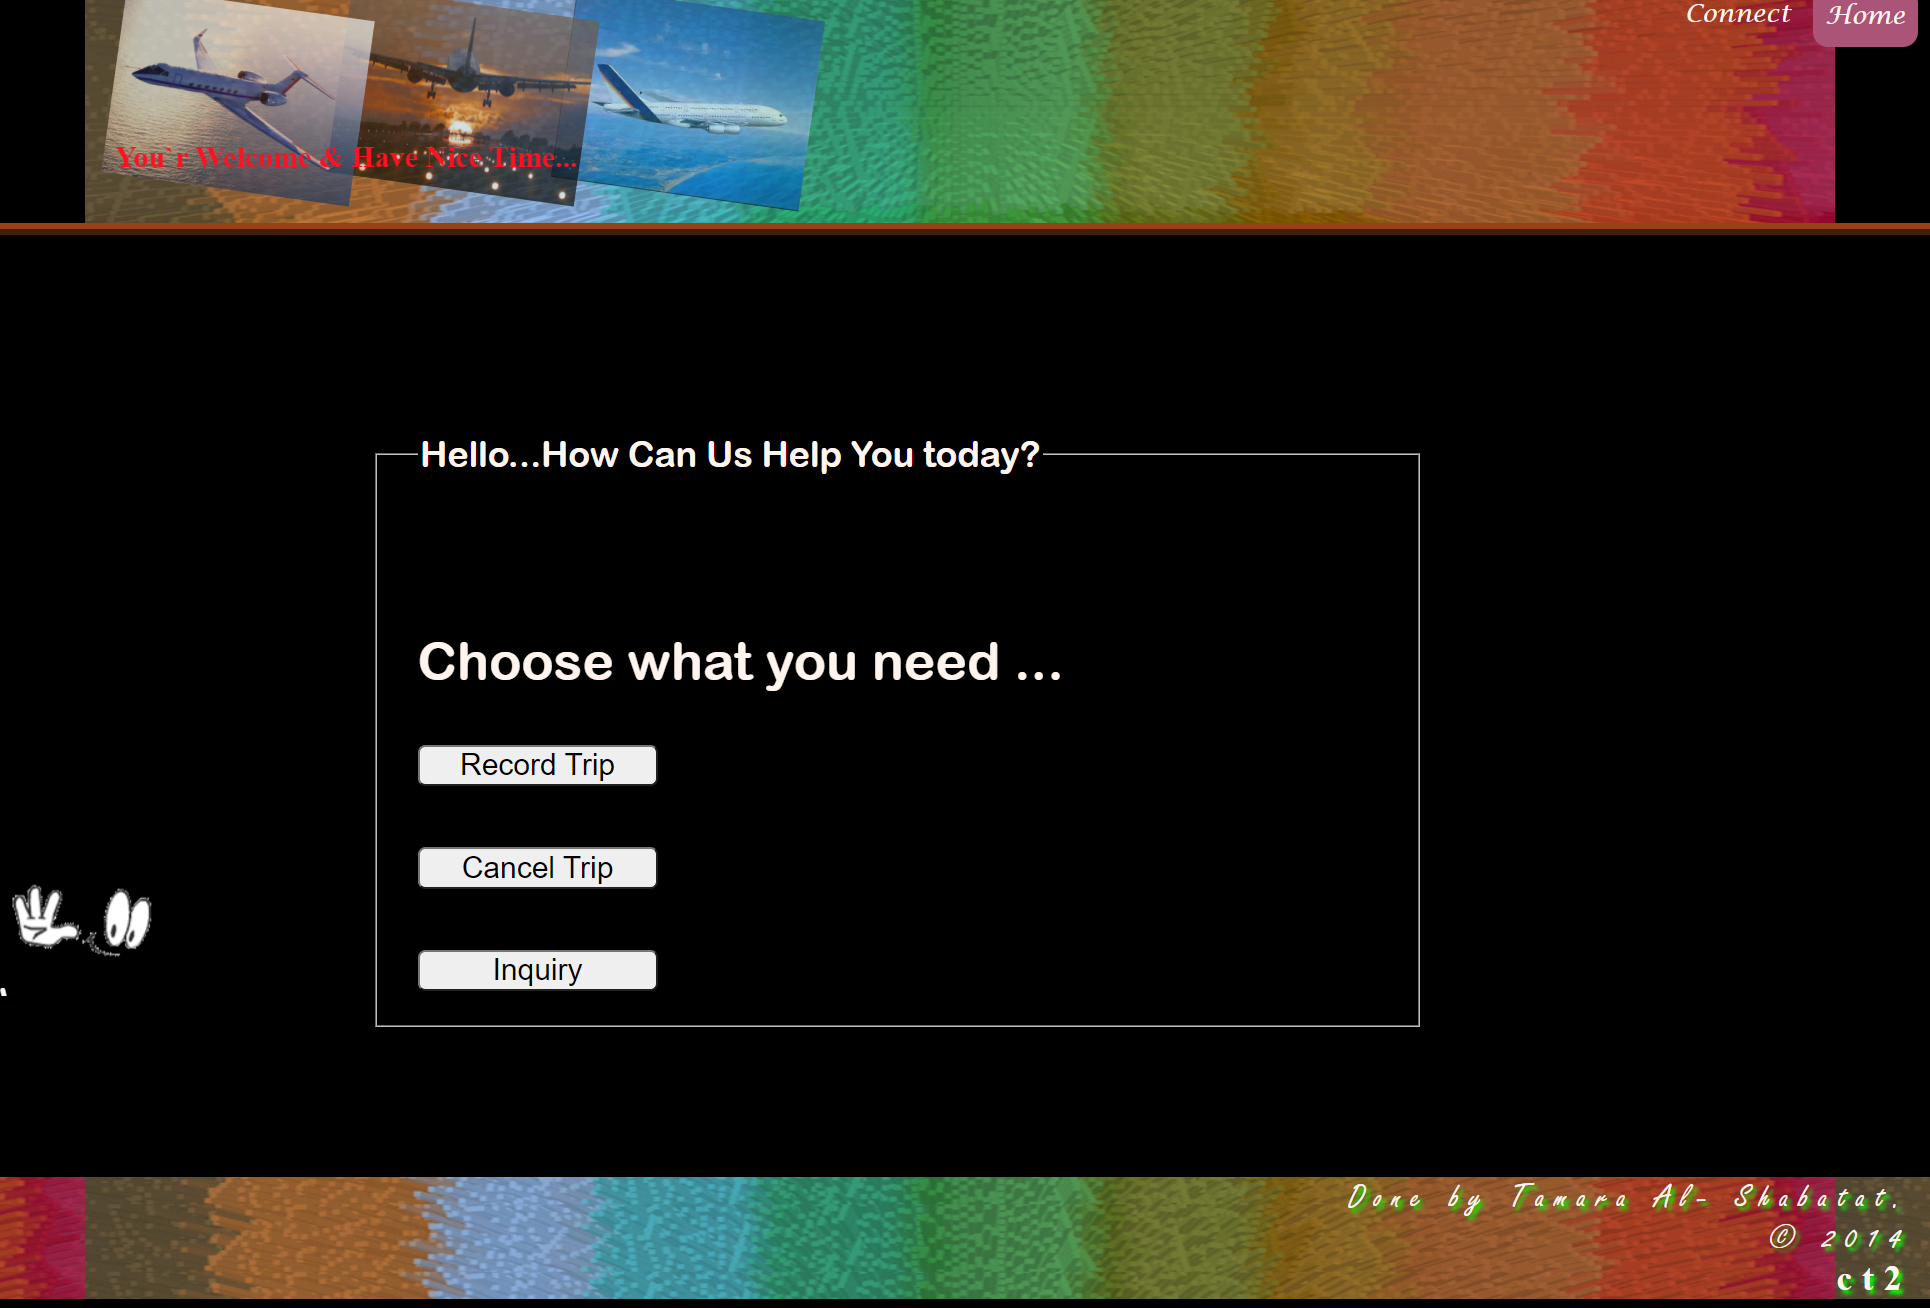 Connect Home
You`r Welcome & Have Nice Time...
Hello...How Can Us Help You today?
Choose what you need ...
Record Trip
Cancel Trip
Inquiry
Done by Tamara Al- Shabatat.
© 2014
ct2